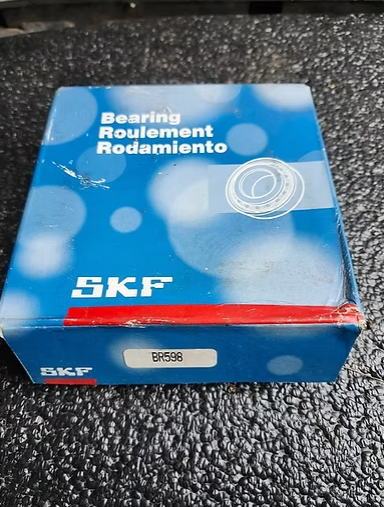 Bearing
Roulement
Rodamiento
SKF
SKF
BR598